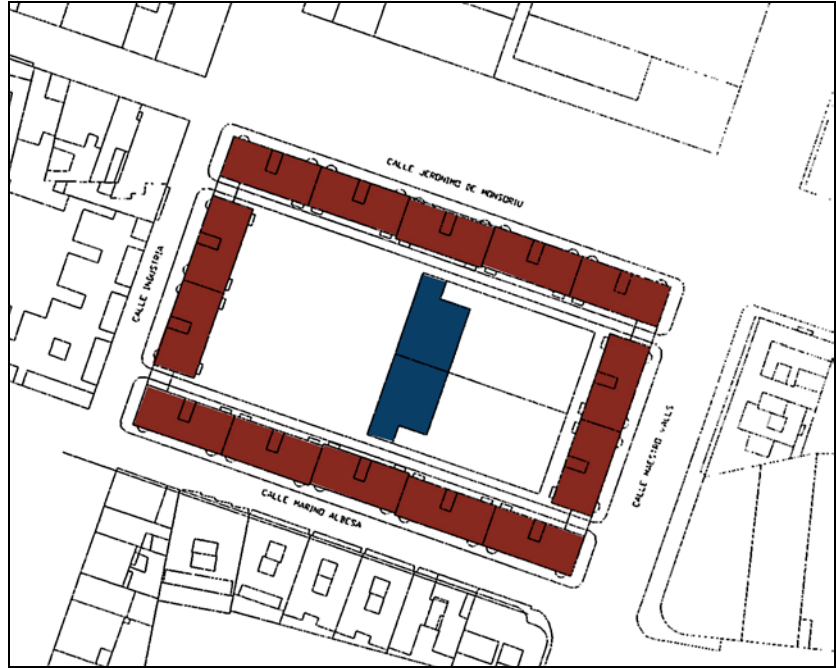 CALLE JERONIMO DE MONSORIU
CALLE INDUSTRIA
CALLE MAESTRO VALLS
CALLE MARINO ALBESA